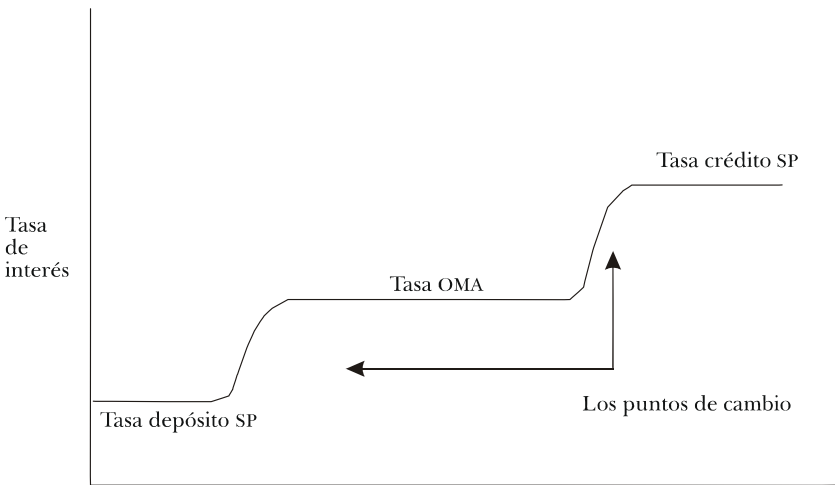 Tasa crédito SP
Tasa
de
interés
Tasa OMA
Los puntos de cambio
Tasa depósito SP